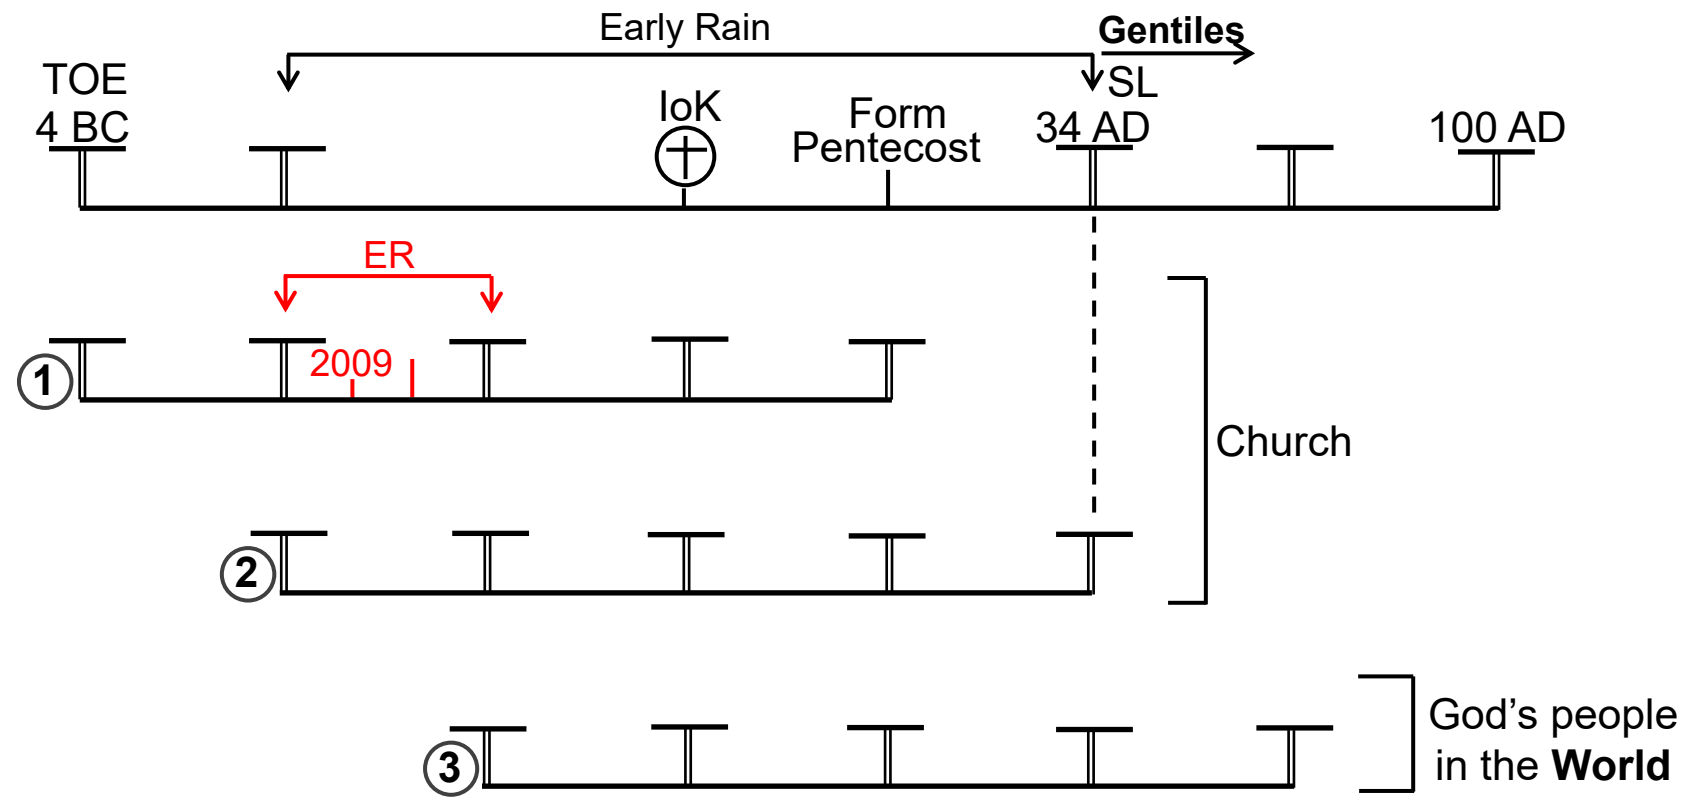 Early Rain
Gentiles
TOE
4 BC
IoK
Form
Pentecost
SL
34 AD
100 AD
ER
2009
1
Church
2
3
God's people
in the World